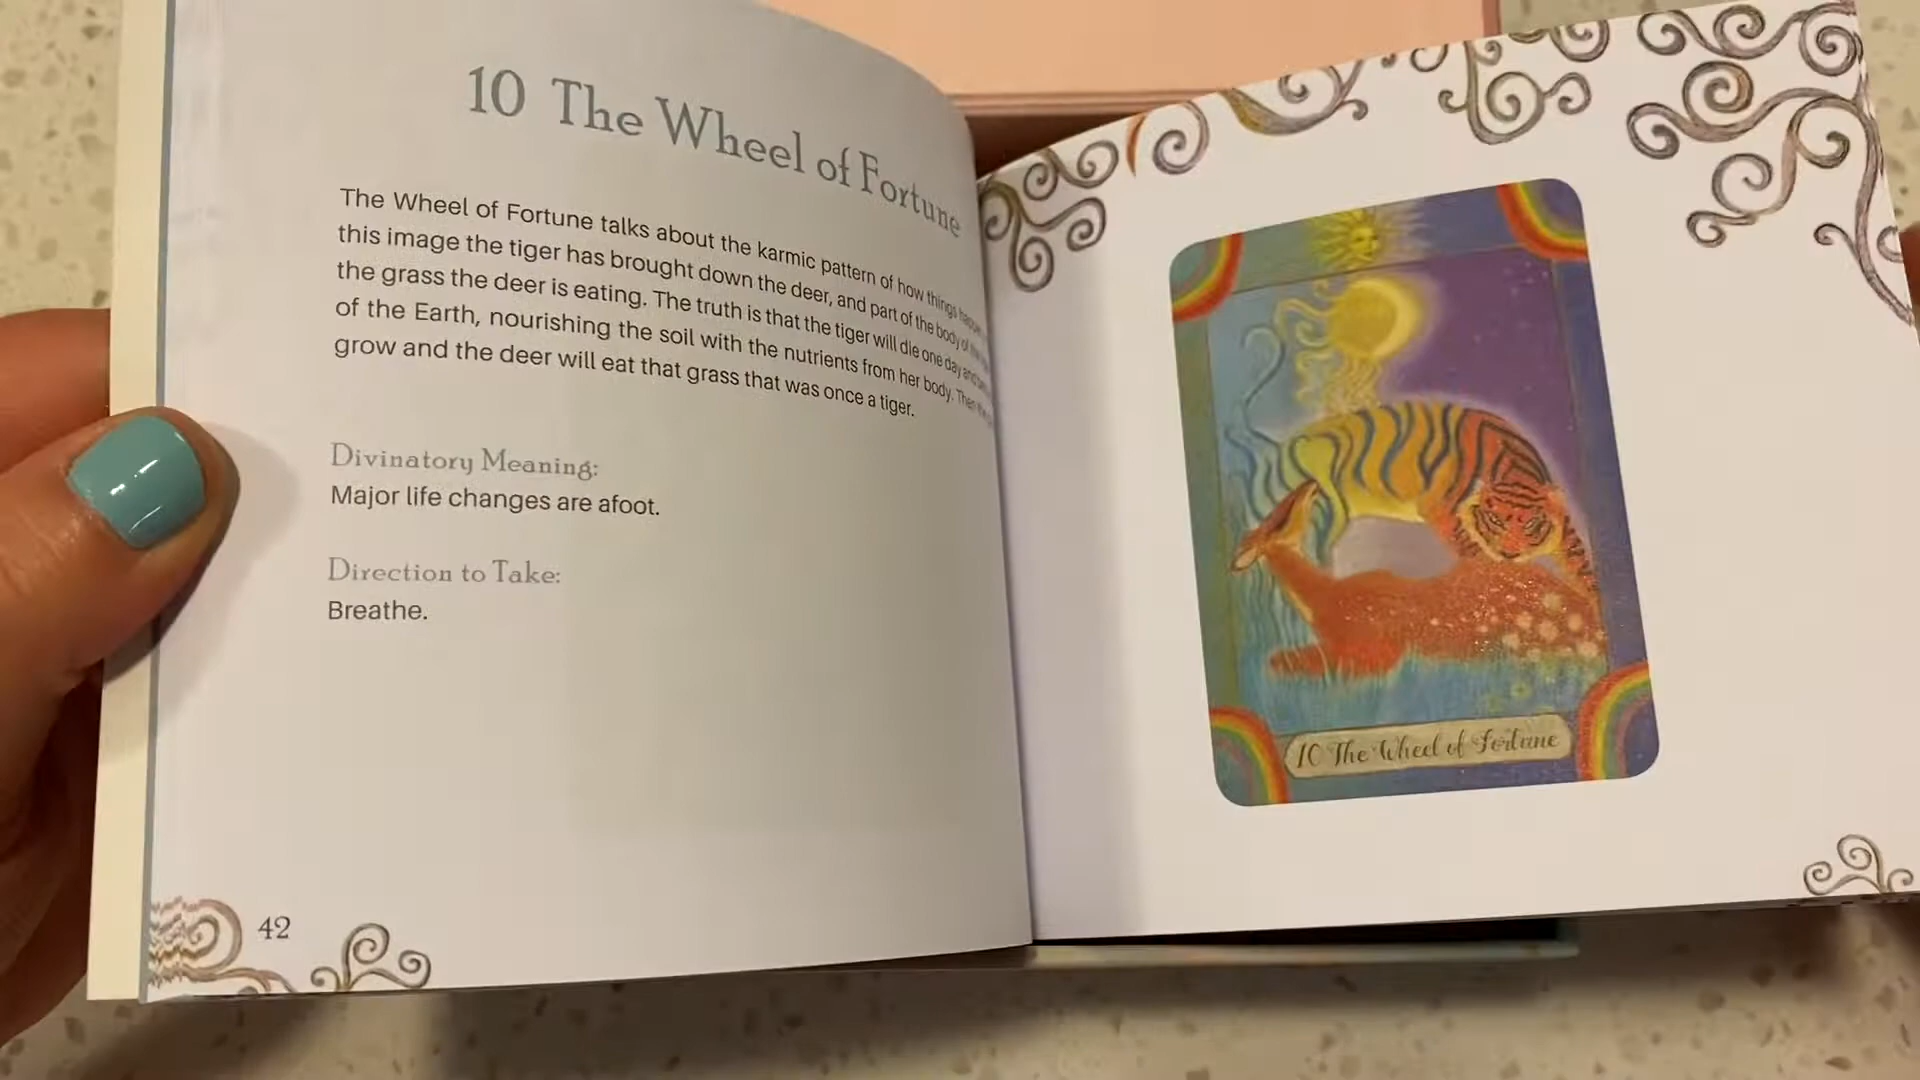 10 The Wheel of Fortune
The Wheel of Fortune talks about the karmic pattern of how things
this image the tiger has brought down the deer, and part of the body of
the grass the deer is eating. The truth is that the tiger will die one day and
of the Earth, nourishing the soil with the nutrients from her body. Then
grow and the deer will eat that grass that was once a tiger.
Divinatory Meaning:
Major life changes are afoot.
Direction to Take:
Breathe.
42
10 The Wheel of Fortune